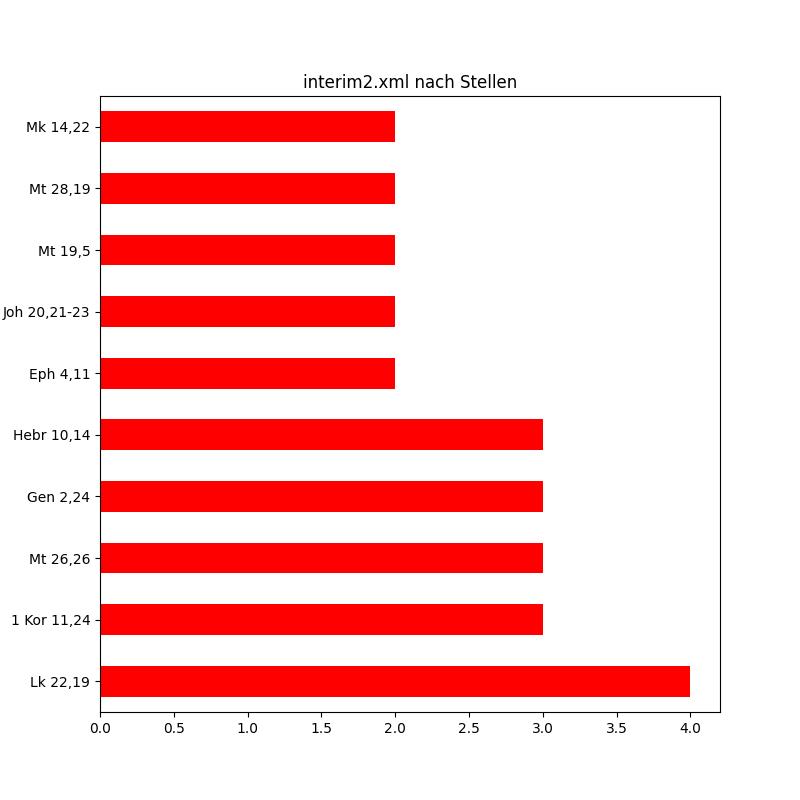 interim2.xml nach Stellen
Mk 14,22
Mt 28,19
Mt 19,5
Joh 20,21-23
Eph 4,11
Hebr 10,14
Gen 2,24
Mt 26,26
1 Kor 11,24
Lk 22,19
0.0 0.5 1.0 1.5 2.0 2.5 3.0 3.5 4.0